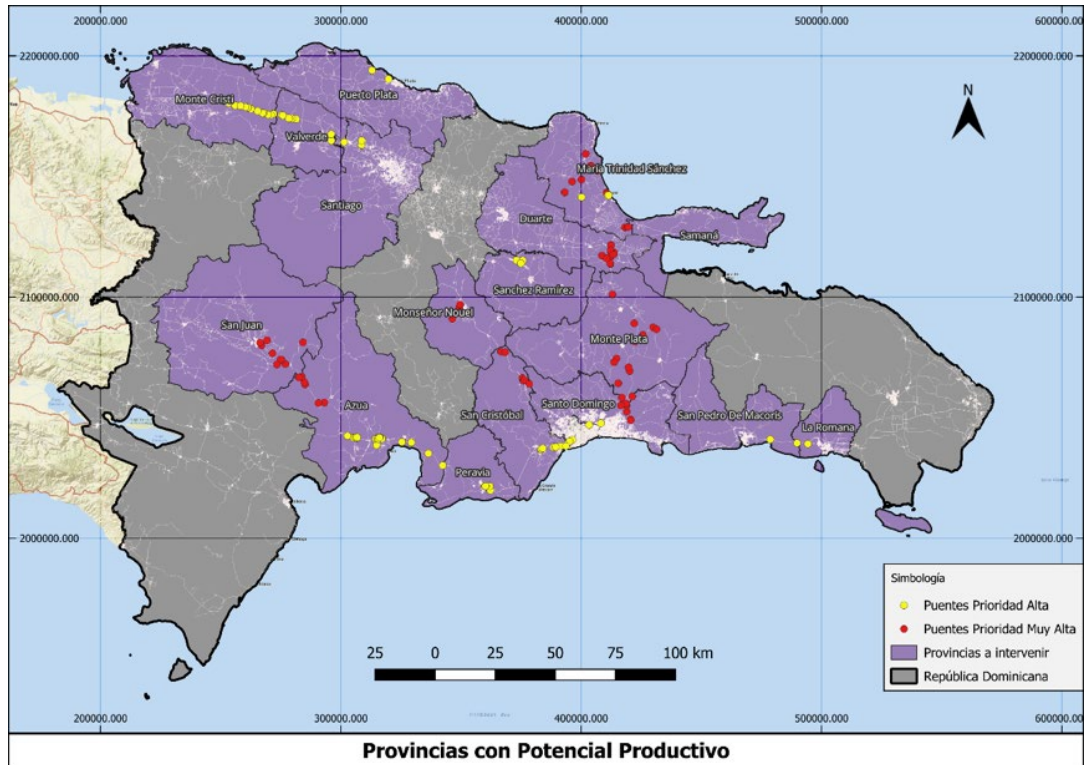 200000.000 300000.000 400000.000 500000.000 600000.000
2200000.000 2200000.000
N
Monte Cristi
Puerto Plata
Valverde
María Trinidad Sánchez
Santiago
Duarte
Samaná
Sanchez Ramírez
2100000.000 2100000.000
Monseñor Nouel
San Juan
Monte Plata
Azua
San Cristóbal
Santo Domingo
San Pedro De Macorís
La Romana
Peravia
2000000.000 2000000.000
Simbología
Puentes Prioridad Alta
Puentes Prioridad Muy Alta
Provincias a intervenir
República Dominicana
25 0 25 50 75 100 km
200000.000 300000.000 400000.000 500000.000 600000.000
Provincias con Potencial Productivo